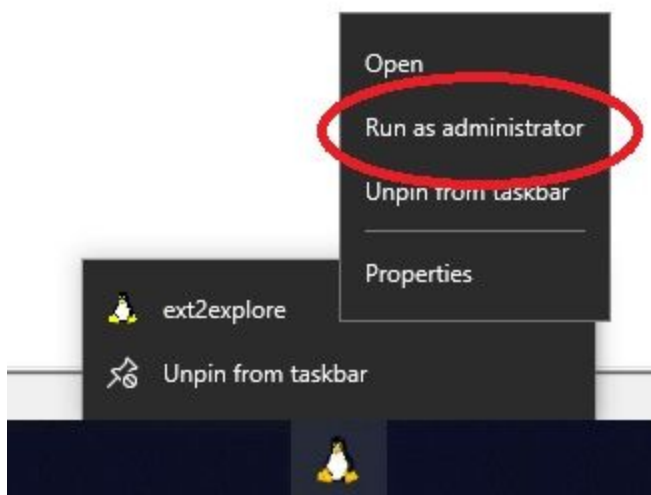 Open
Run as administrator
Unpin from taskbar
Properties
ext2explore
Unpin from taskbar